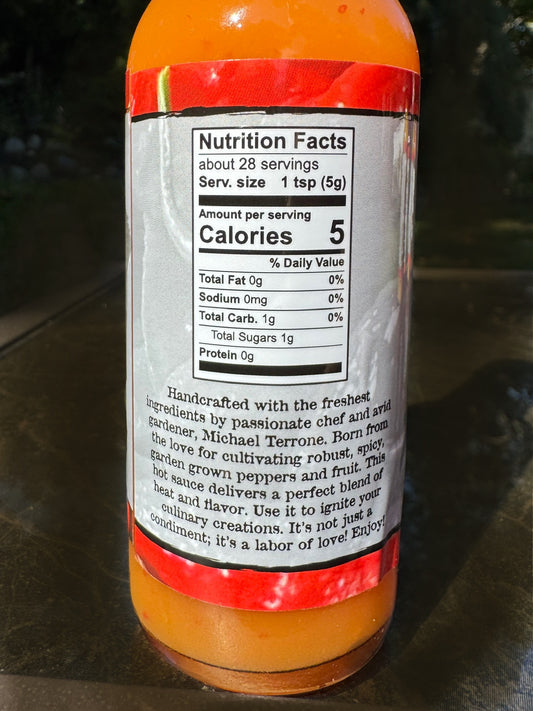 Nutrition Facts
about 28 servings
Serv. size 1 tsp (5g)
Amount per serving
Calories 5
% Daily Value
Total Fat 0g 0%
Sodium 0mg 0%
Total Carb. 1g 0%
Total Sugars 1g
Protein 0g
Handcrafted with the freshest
ingredients by passionate chef and avid
gardener, Michael Terrone. Born from
the love for cultivating robust, spicy,
garden grown peppers and fruit. This
hot sauce delivers a perfect blend of
heat and flavor. Use it to ignite your
culinary creations. It's not just a
condiment; it's a labor of love! Enjoy!